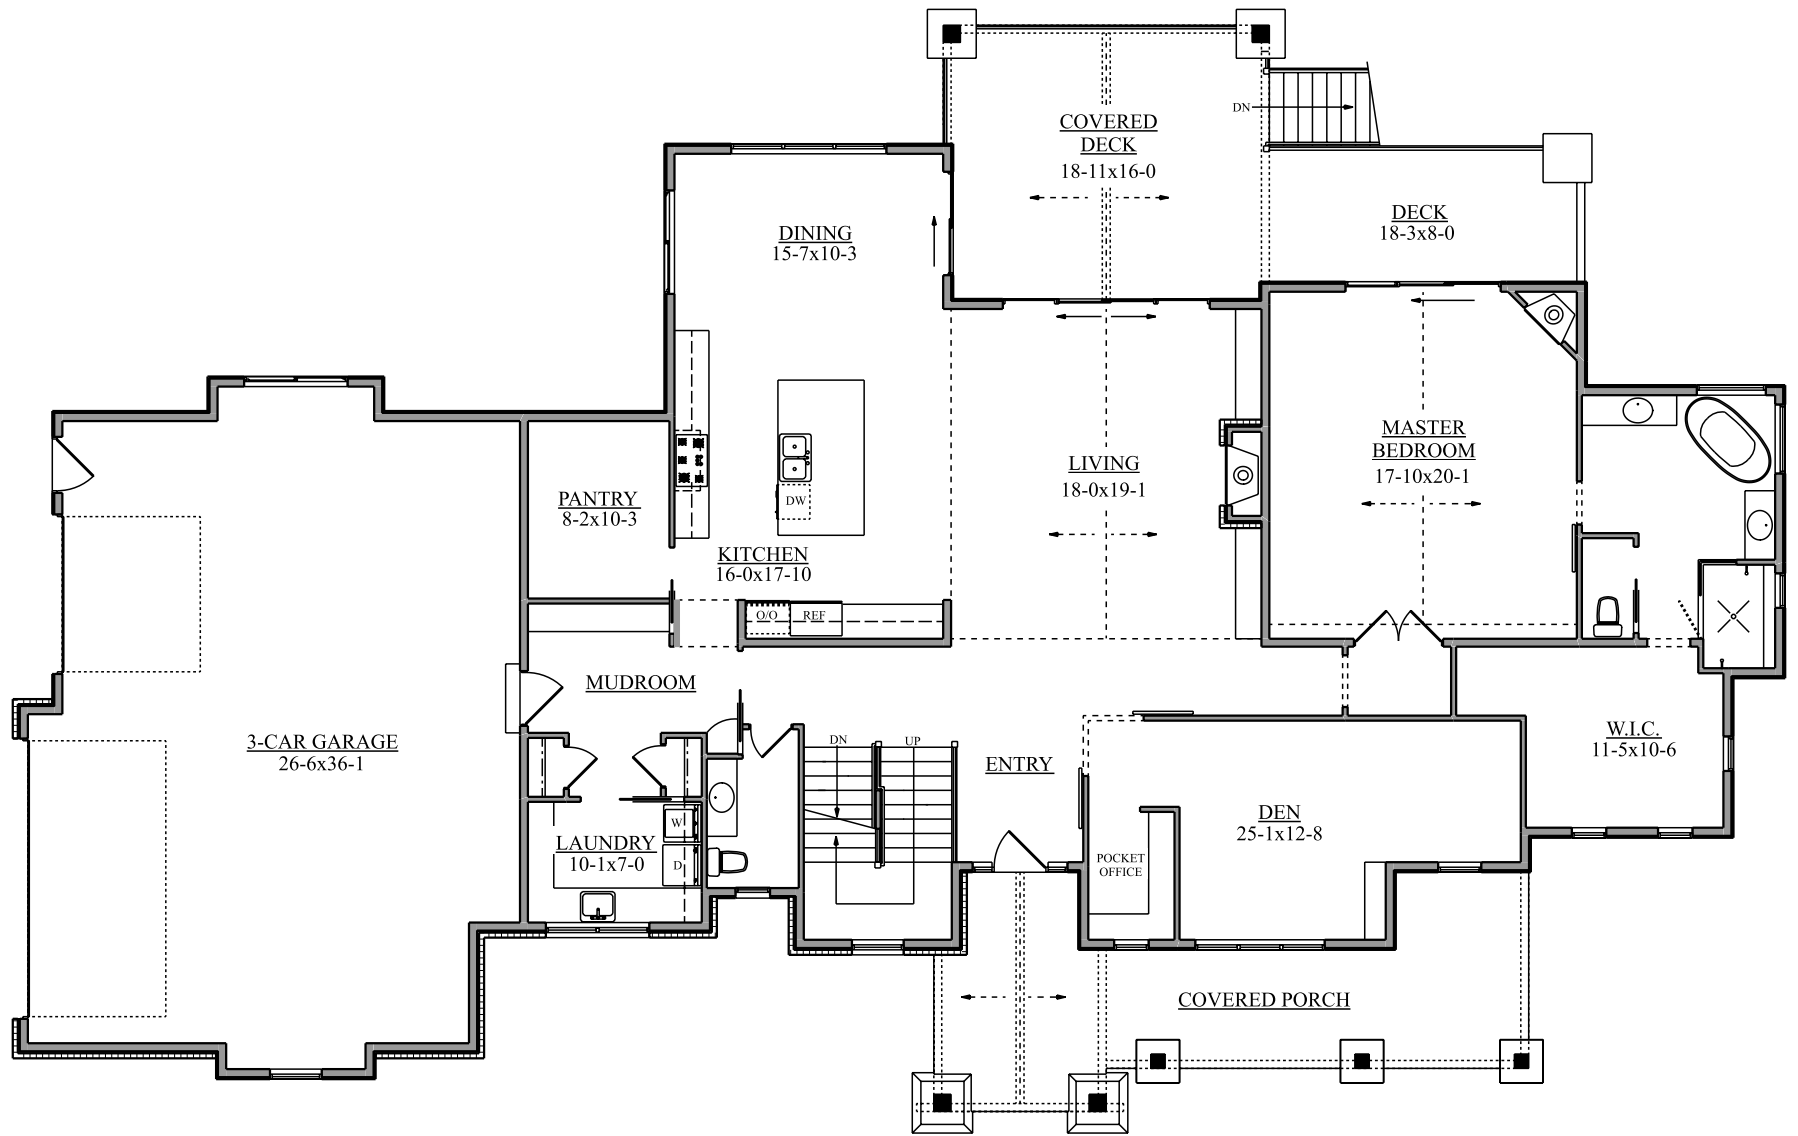 DN
COVERED
DECK
18-11x16-0
DECK
18-3x8-0
DINING
15-7x10-3
MASTER
BEDROOM
17-10x20-1
LIVING
18-0x19-1
DW
PANTRY
8-2x10-3
KITCHEN
16-0x17-10
O/O
REF
MUDROOM
3-CAR GARAGE
26-6x36-1
DN
UP
ENTRY
W.I.C.
11-5x10-6
W
LAUNDRY
10-1x7-0
D
DEN
25-1x12-8
POCKET
OFFICE
COVERED PORCH